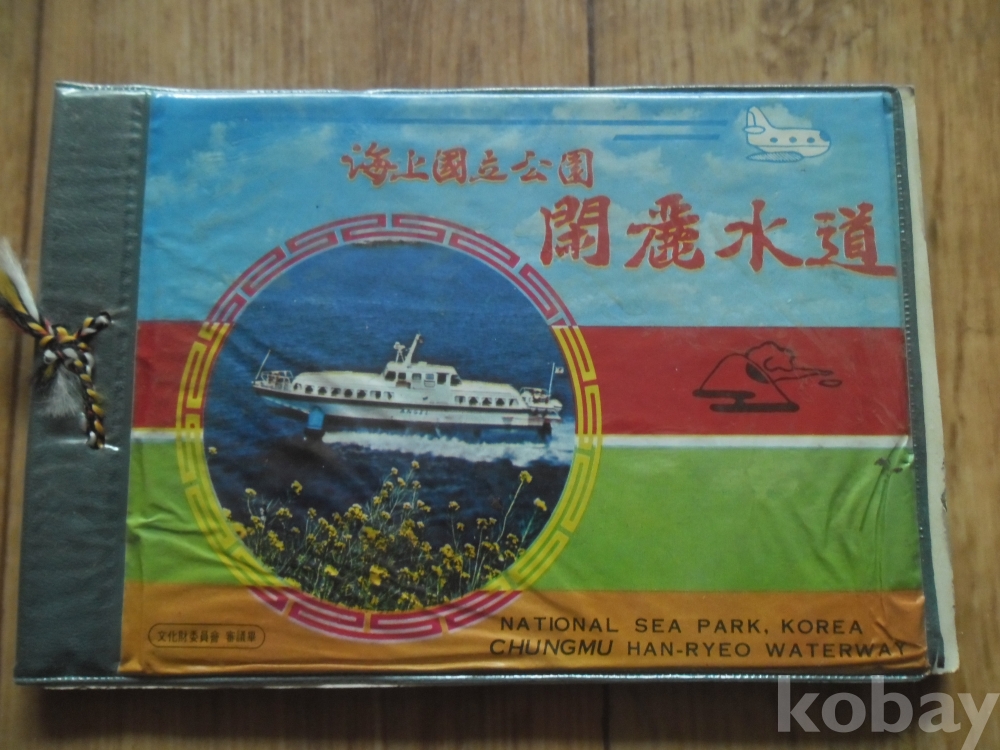 海上國立公園
閑麗水道
ANGEL
文化財委員會 審議畢
NATIONAL SEA PARK, KOREA
CHUNGMU HAN-RYEO WATERWAY
kobay